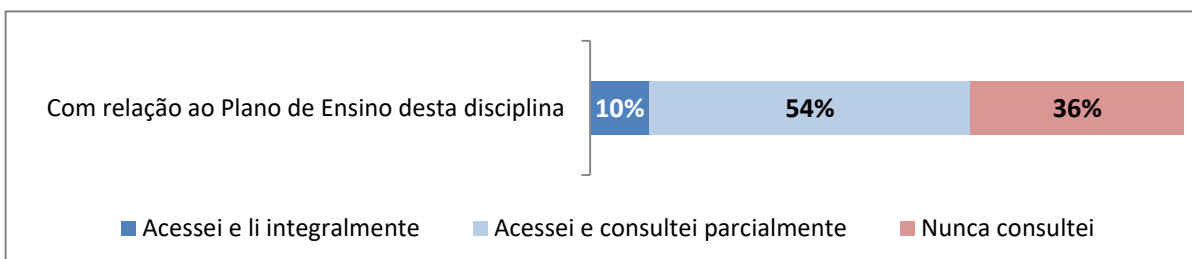 Com relação ao Plano de Ensino desta disciplina
10%
54%
36%
Acessei e li integralmente
Acessei e consultei parcialmente
Nunca consultei